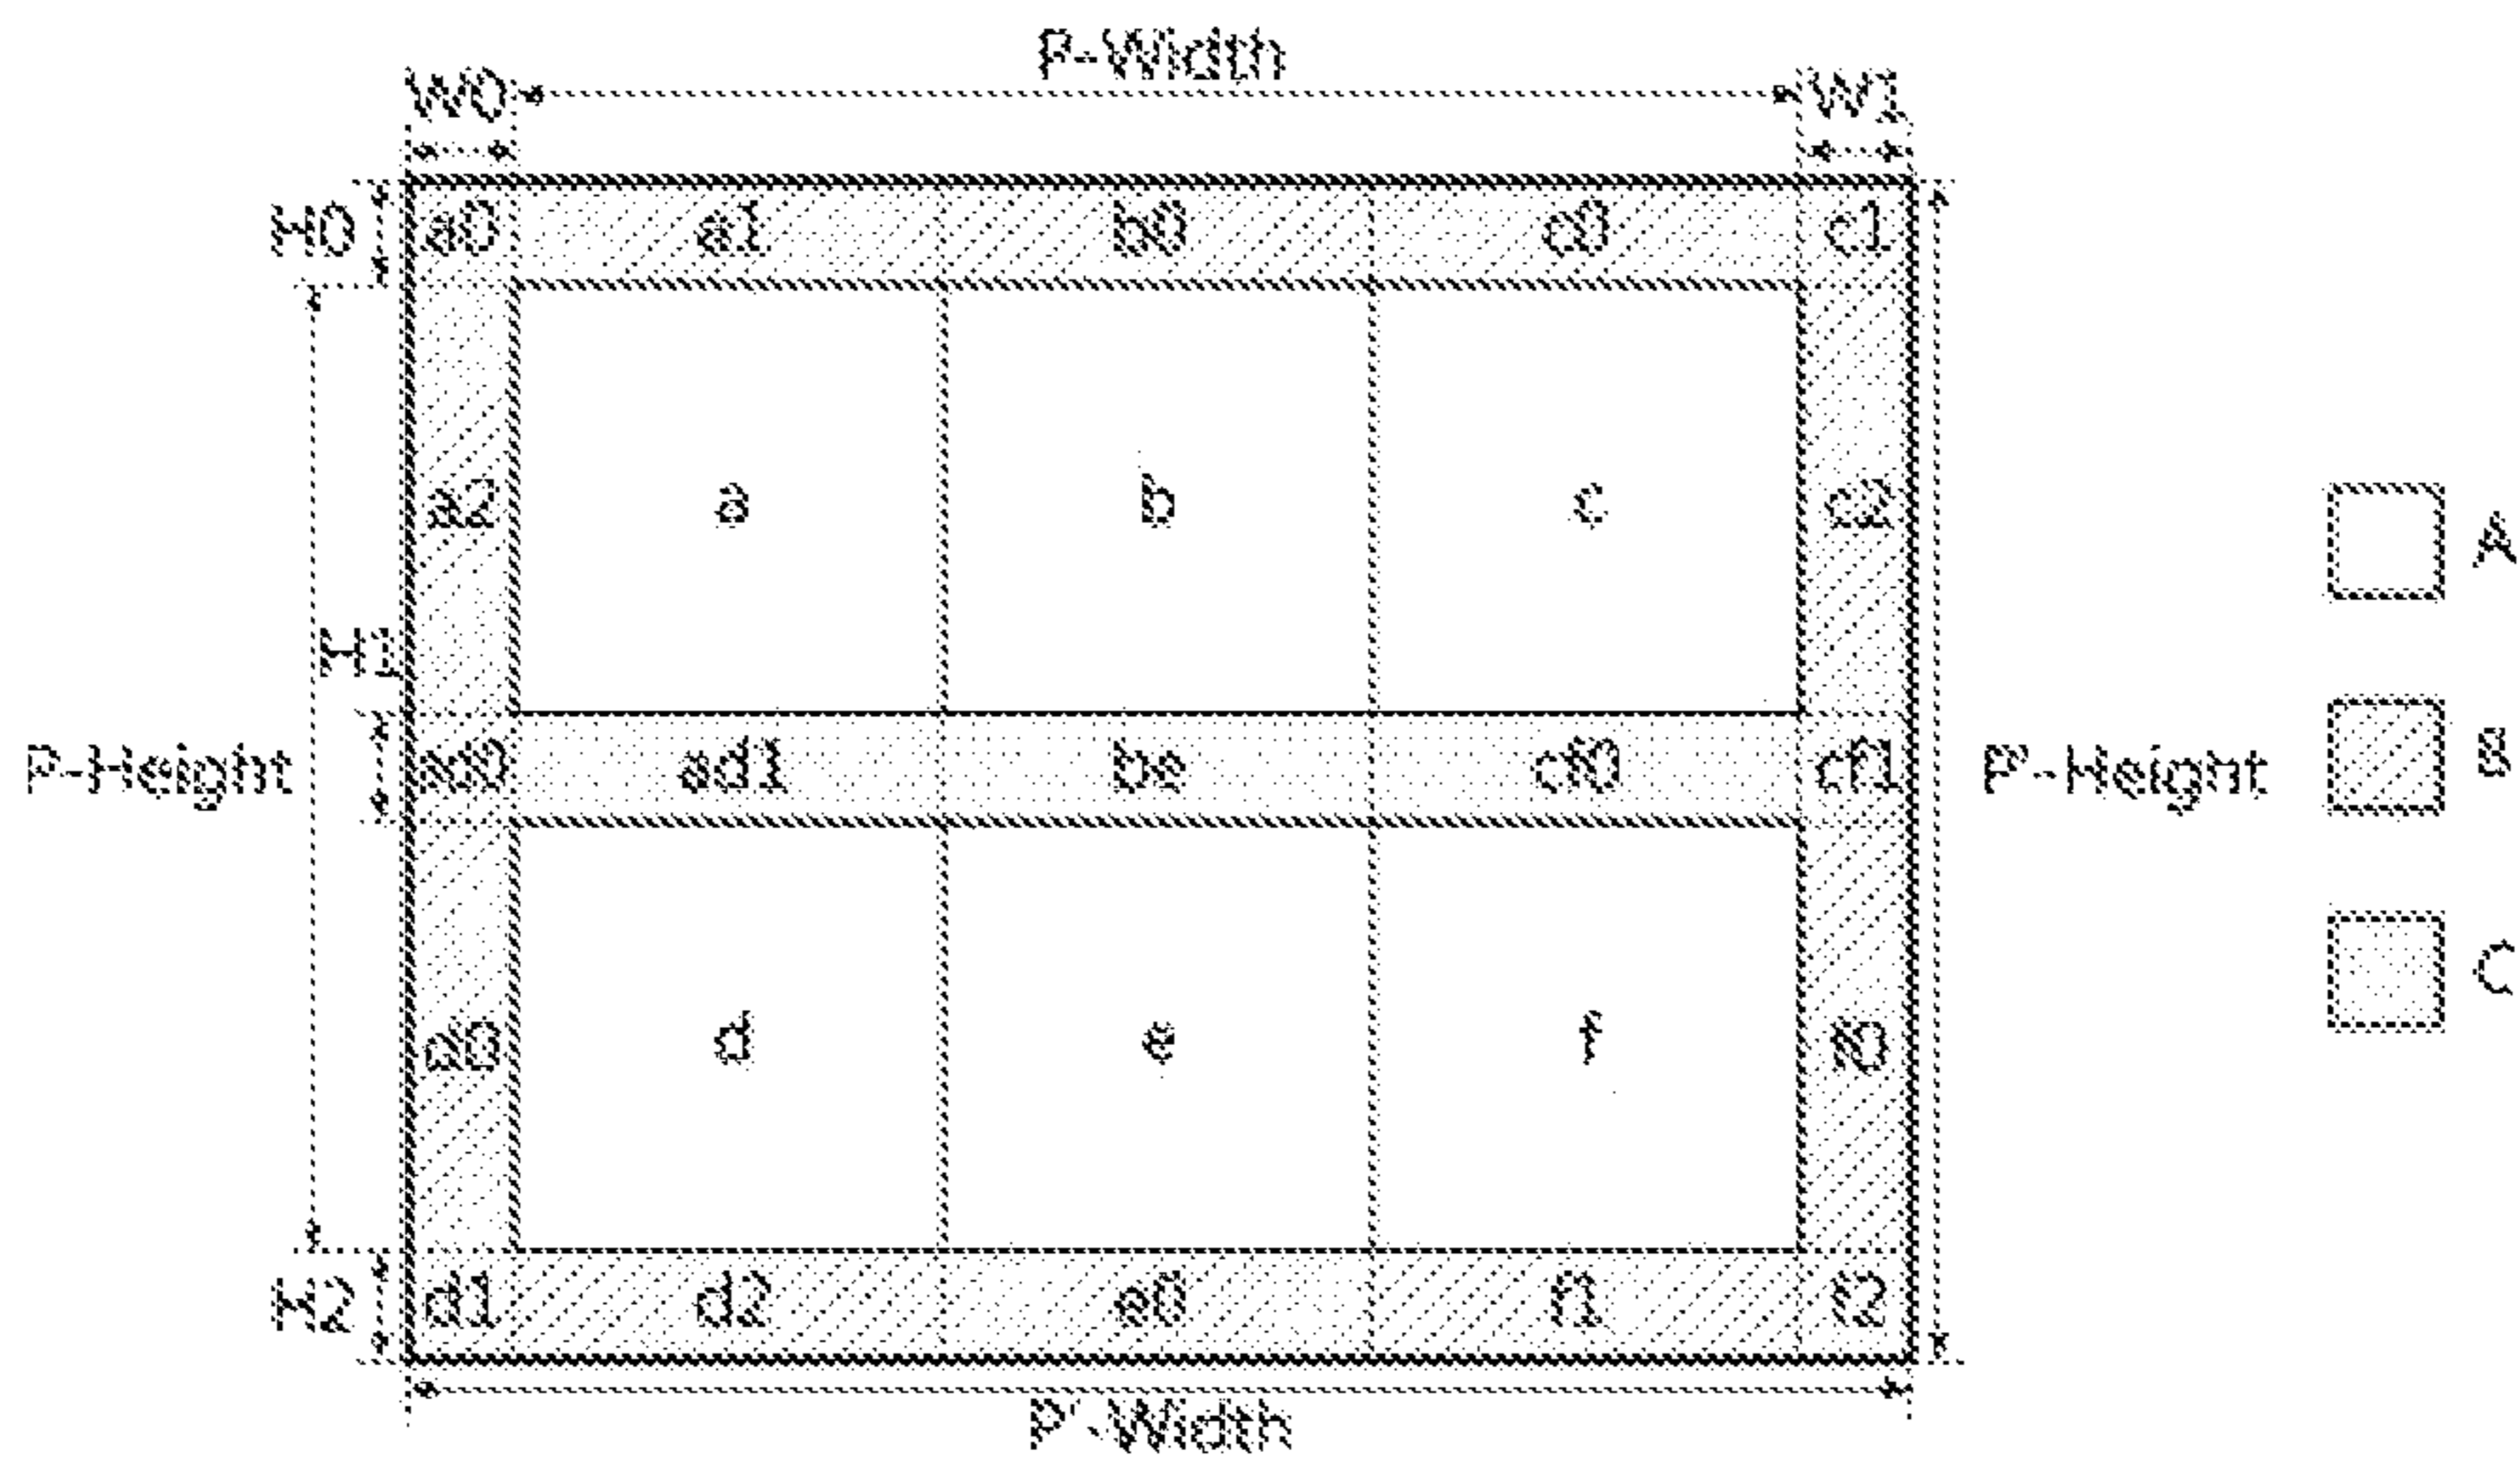 P-Width
W0 W1
H0 a0 a1 b0 c0 c1
a2 a b c c2
H1
P-Height ad0 ad1 be cf0 cf1 P'-Height
d0 d e f f0
H2 d1 d2 e0 f1 f2
P'-Width
A
B
C